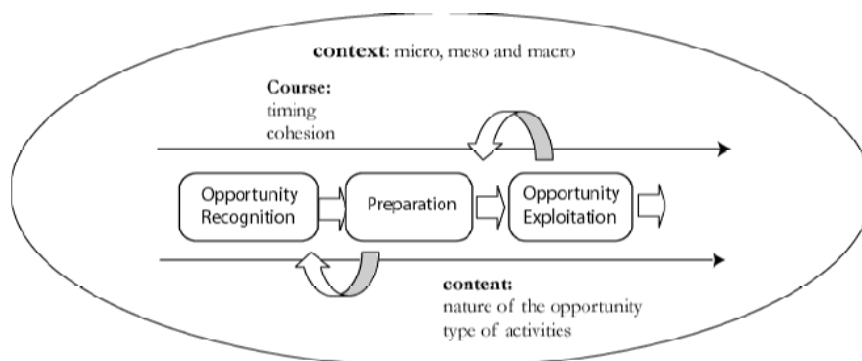 context: micro, meso and macro
Course:
timing
cohesion
Opportunity
Recognition
Preparation
Opportunity
Exploitation
content:
nature of the opportunity
type of activities